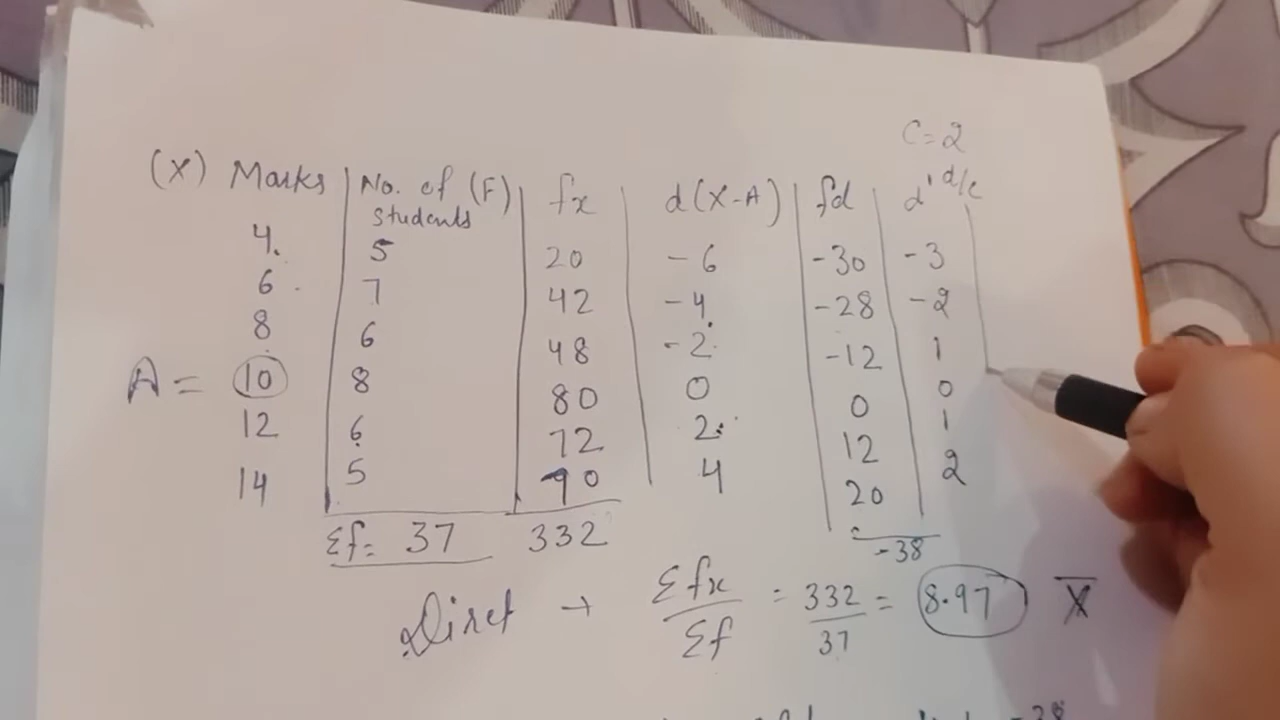 C=2
(X) Marks No. of (F) fx d(X-A) fd d' d/c
students
4 5 20 -6 -30 -3
6 7 42 -4 -28 -2
8 6 48 -2 -12 1
A = 10 8 80 0 0 0
12 6 72 2 12 1
14 5 90 4 20 2
Σf= 37 332 -38
Diret → Σfx/Σf = 332/37 = 8.97 X̅